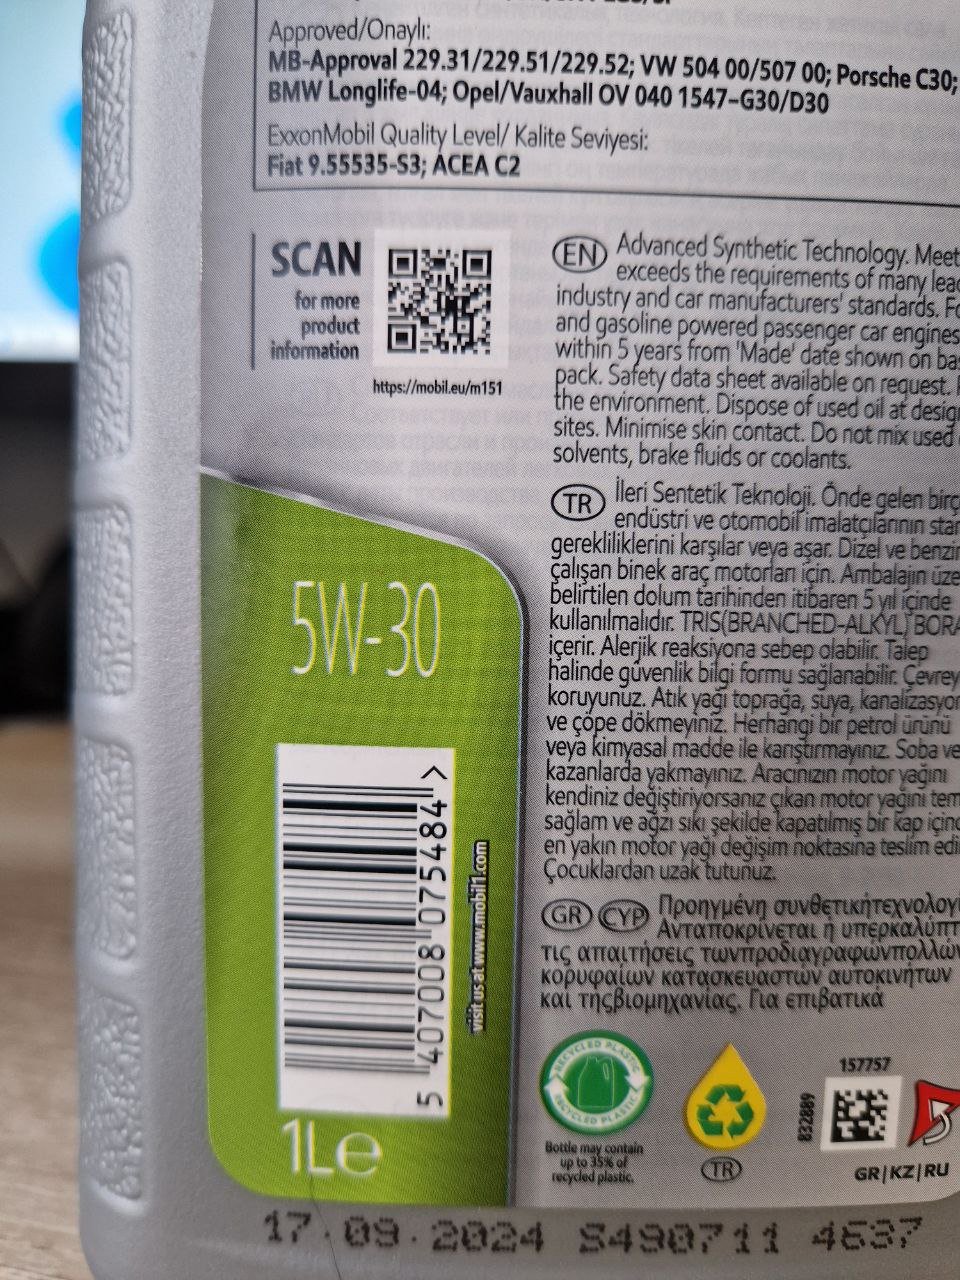 Approved/Onaylı:
MB-Approval 229.31/229.51/229.52; VW 504 00/507 00; Porsche C30;
BMW Longlife-04; Opel/Vauxhall OV 040 1547-G30/D30
ExxonMobil Quality Level/ Kalite Seviyesi:
Fiat 9.55535-S3; ACEA C2
SCAN
for more
product
information
https://mobil.eu/m151
EN Advanced Synthetic Technology. Meet
exceeds the requirements of many lead
industry and car manufacturers' standards. Fo
and gasoline powered passenger car engines
within 5 years from 'Made' date shown on bas
pack. Safety data sheet available on request. P
the environment. Dispose of used oil at desig
sites. Minimise skin contact. Do not mix used
solvents, brake fluids or coolants.
TR İleri Sentetik Teknoloji. Önde gelen birço
endüstri ve otomobil imalatçılarının stan
gerekliliklerini karşılar veya aşar. Dizel ve benzin
çalışan binek araç motorları için. Ambalajın üze
belirtilen dolum tarihinden itibaren 5 yıl içinde
kullanılmalıdır. TRIS(BRANCHED-ALKYL) BORA
içerir. Alerjik reaksiyona sebep olabilir. Talep
halinde güvenlik bilgi formu sağlanabilir. Çevrey
koruyunuz. Atık yağı toprağa, suya, kanalizasyon
ve çöpe dökmeyiniz. Herhangi bir petrol ürünü
veya kimyasal madde ile karıştırmayınız. Soba ve
kazanlarda yakmayınız. Aracınızın motor yağını
kendiniz değiştiriyorsanız çıkan motor yağını tem
sağlam ve ağzı sıkı şekilde kapatılmış bir kap içind
en yakın motor yağı değişim noktasına teslim edi
Çocuklardan uzak tutunuz.
GR CYP Προηγμένη συνθετικήτεχνολογί
Ανταποκρίνεται ή υπερκαλύπτ
τις απαιτήσεις τωνπροδιαγραφώνπολλών
κορυφαίων κατασκευαστών αυτοκινήτων
και τηςβιομηχανίας. Για επιβατικά
5W-30
5 407008 075484 >
visit us at www.mobil1.com
1Le
RECYCLED PLASTIC
RECYCLED PLASTIC
Bottle may contain
up to 35% of
recycled plastic.
TR
157757
832889
GR|KZ|RU
17.09.2024 S490711 4637